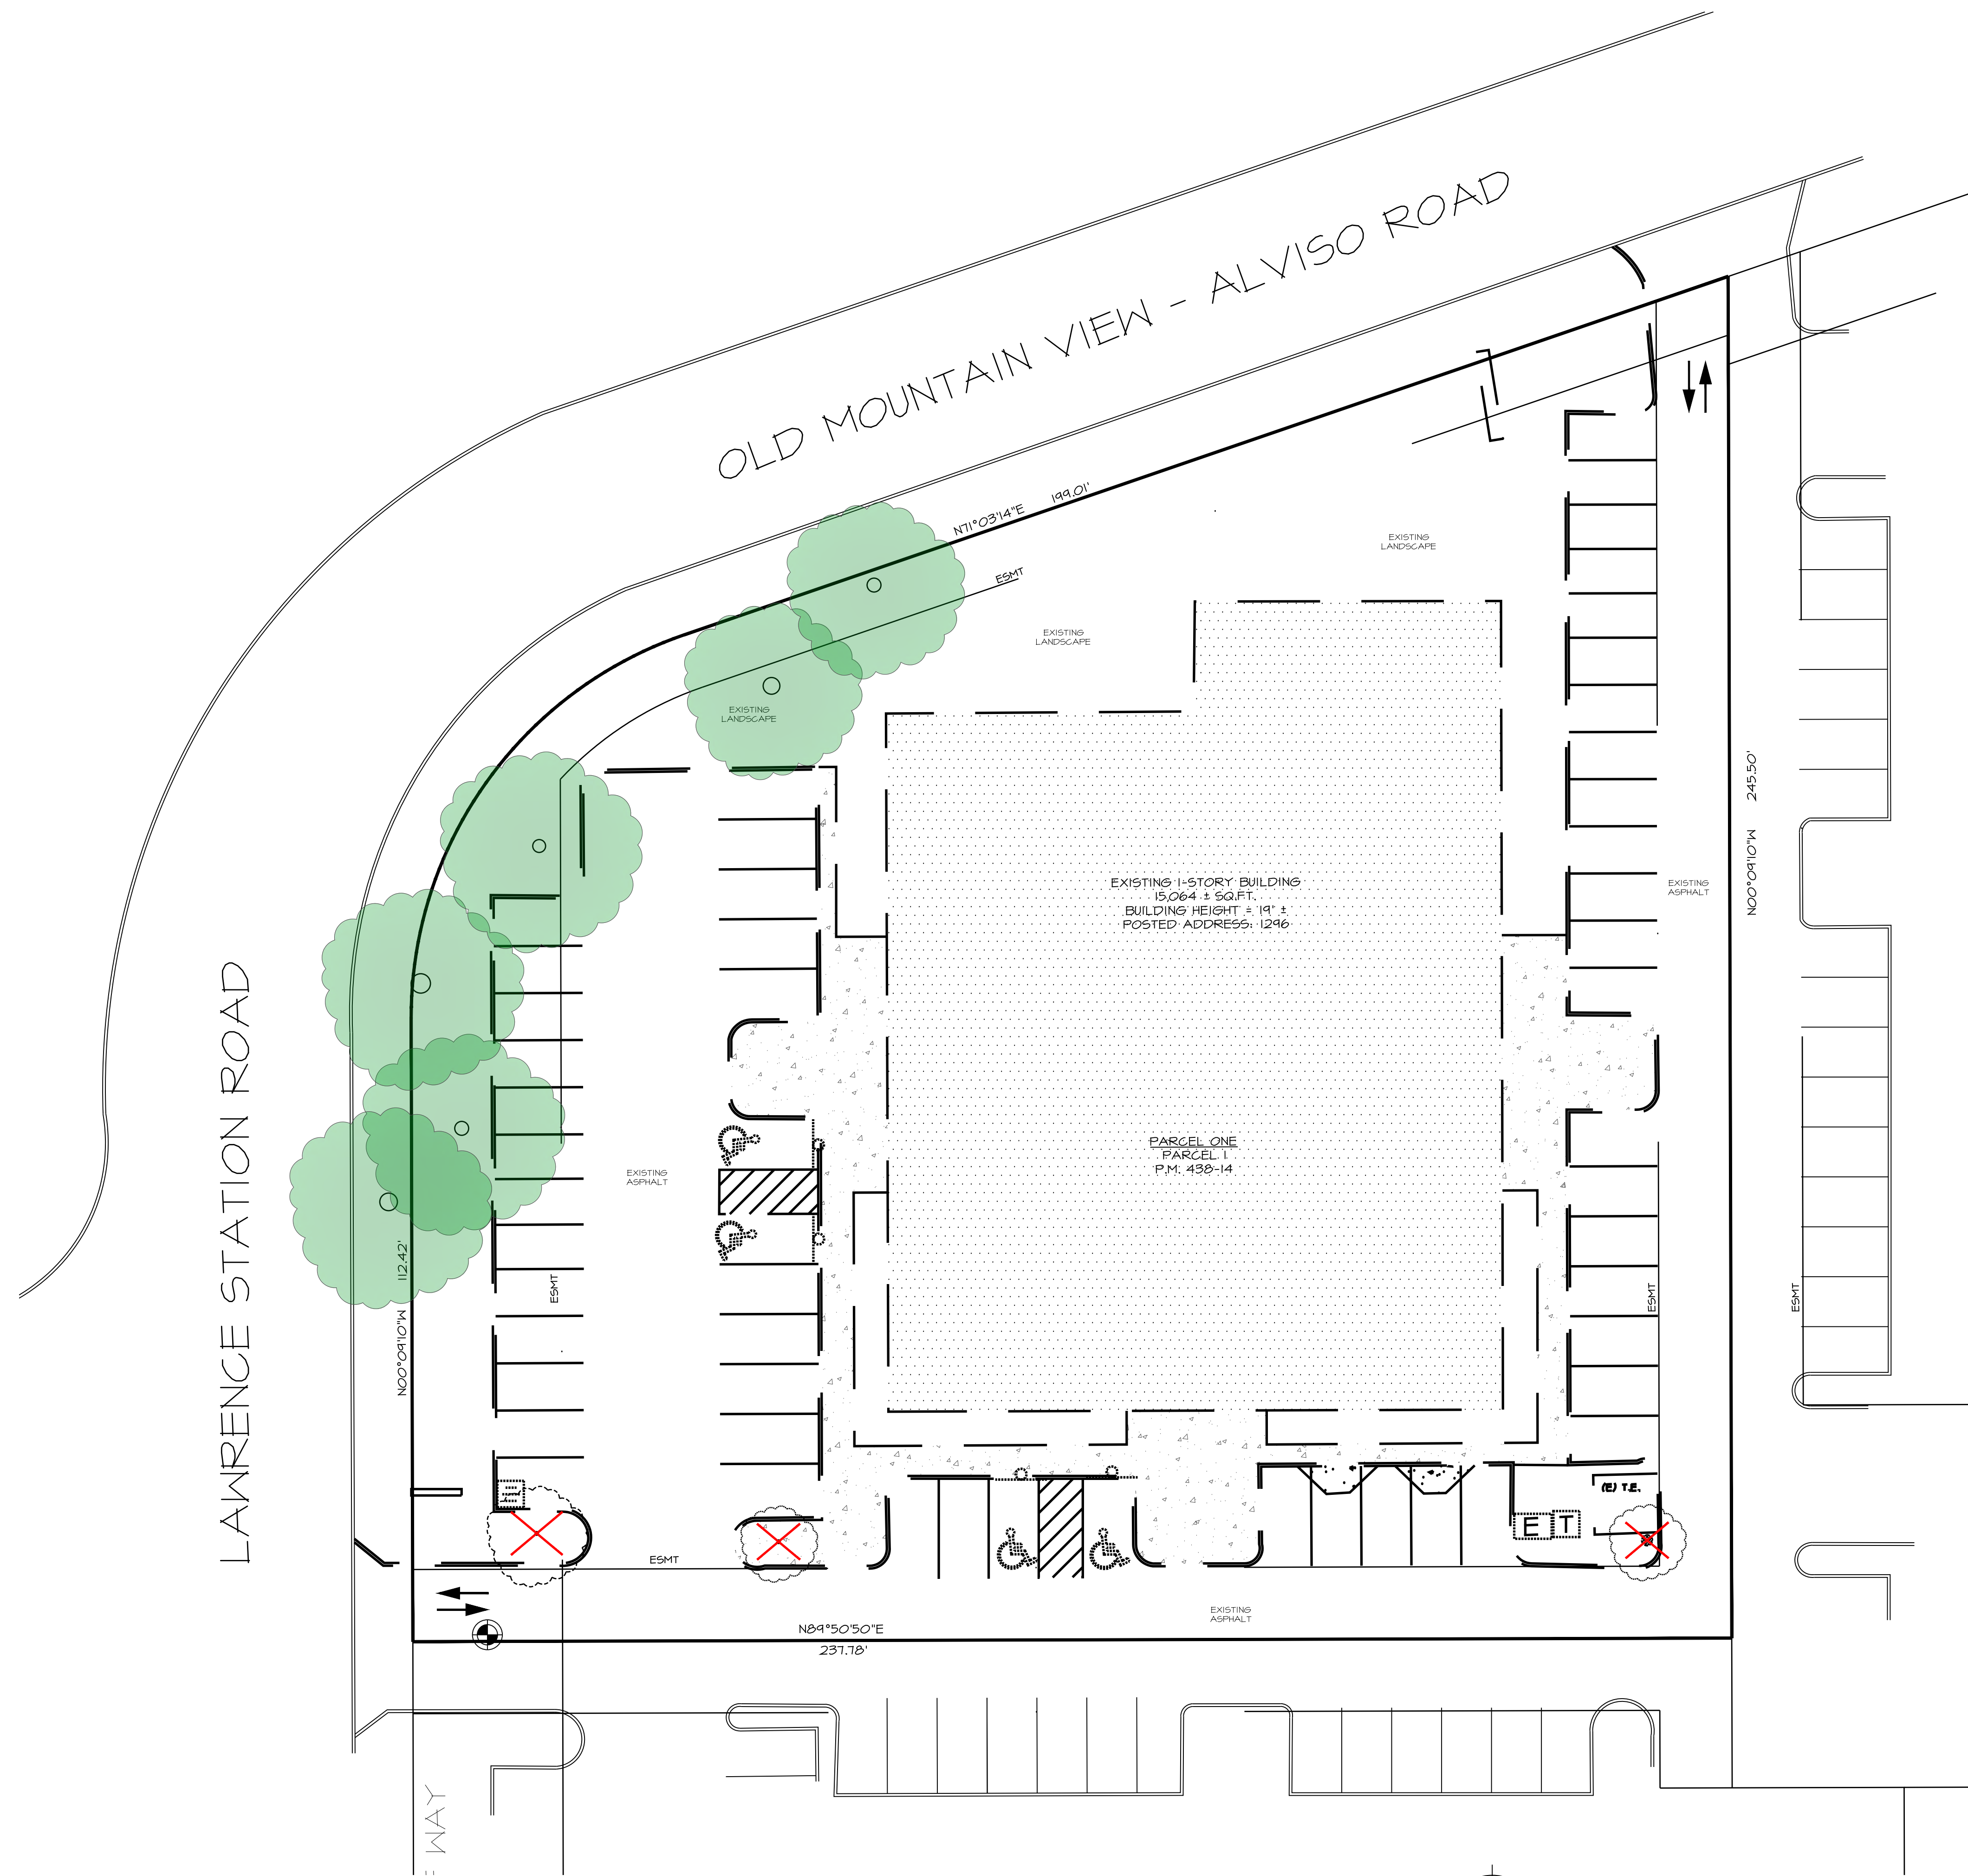 OLD MOUNTAIN VIEW - ALVISO ROAD
N71°03'14"E 199.01'
ESMT
EXISTING
LANDSCAPE
EXISTING
LANDSCAPE
EXISTING
LANDSCAPE
N00°09'10"W 245.50'
EXISTING
ASPHALT
EXISTING 1-STORY BUILDING
15,064 ± SQ.FT.
BUILDING HEIGHT = 19' ±
POSTED ADDRESS: 1296
PARCEL ONE
PARCEL 1
P.M. 438-14
LAWRENCE STATION ROAD
EXISTING
ASPHALT
N00°09'10"W 112.42'
ESMT
ESMT
ESMT
(E) T.E.
E T
ESMT
EXISTING
ASPHALT
N89°50'50"E
237.78'
WAY